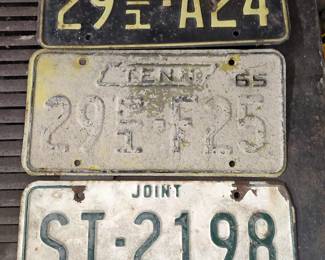 29 E/1·A24
TENN. 65
29 E/1·F25
JOINT
ST-2198